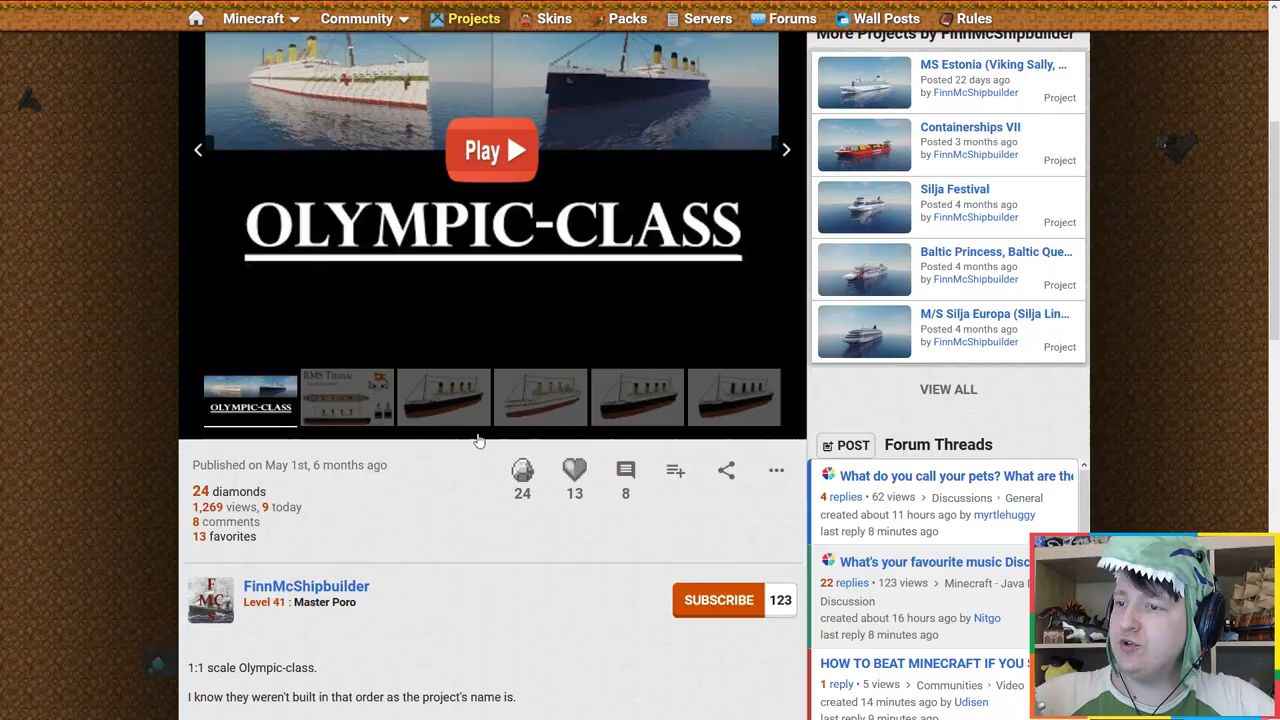 Minecraft Community Projects Skins Packs Servers Forums Wall Posts Rules
More Projects by FinnMcShipbuilder
Play
OLYMPIC-CLASS
RMS Titanic
OLYMPIC-CLASS
Published on May 1st, 6 months ago
24 diamonds
1,269 views, 9 today
8 comments
13 favorites
24 13 8
FinnMcShipbuilder
Level 41 : Master Poro
SUBSCRIBE 123
1:1 scale Olympic-class.
I know they weren't built in that order as the project's name is.
MS Estonia (Viking Sally, ...
Posted 22 days ago
by FinnMcShipbuilder
Project
Containerships VII
Posted 3 months ago
by FinnMcShipbuilder
Project
Silja Festival
Posted 4 months ago
by FinnMcShipbuilder
Project
Baltic Princess, Baltic Que...
Posted 4 months ago
by FinnMcShipbuilder
Project
M/S Silja Europa (Silja Lin...
Posted 4 months ago
by FinnMcShipbuilder
Project
VIEW ALL
POST Forum Threads
What do you call your pets? What are the
4 replies • 62 views > Discussions > General
created about 11 hours ago by myrtlehuggy
last reply 8 minutes ago
What's your favourite music Disc
22 replies • 123 views > Minecraft - Java
Discussion
created about 16 hours ago by Nitgo
last reply 8 minutes ago
HOW TO BEAT MINECRAFT IF YOU
1 reply • 5 views > Communities > Video
created 14 minutes ago by Udisen
last reply 9 minutes ago